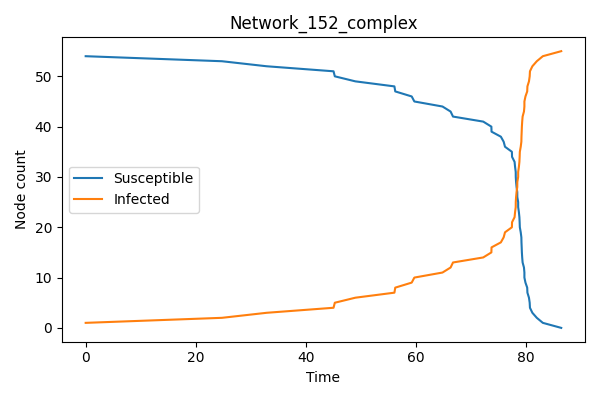 Network_152_complex
50
40
30
20
10
0
Node count
Susceptible
Infected
0 20 40 60 80
Time